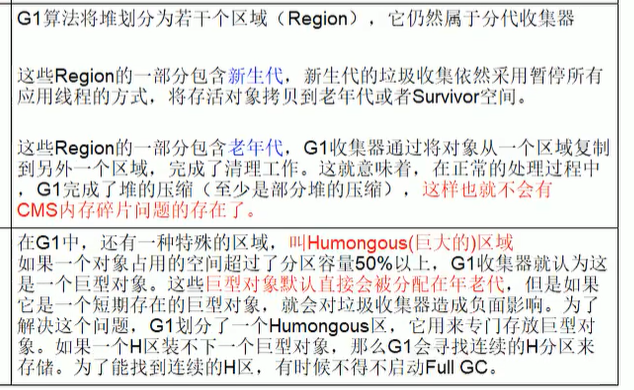 G1算法将堆划分为若干个区域（Region），它仍然属于分代收集器
这些Region的一部分包含新生代，新生代的垃圾收集依然采用暂停所有
应用线程的方式，将存活对象拷贝到老年代或者Survivor空间。
这些Region的一部分包含老年代，G1收集器通过将对象从一个区域复制
到另外一个区域，完成了清理工作。这就意味着，在正常的处理过程中
，G1完成了堆的压缩（至少是部分堆的压缩），这样也就不会有
CMS内存碎片问题的存在了。
在G1中，还有一种特殊的区域，叫Humongous(巨大的)区域
如果一个对象占用的空间超过了分区容量50%以上，G1收集器就认为这
是一个巨型对象。这些巨型对象默认直接会被分配在年老代，但是如果
它是一个短期存在的巨型对象，就会对垃圾收集器造成负面影响。为了
解决这个问题，G1划分了一个Humongous区，它用来专门存放巨型对
象。如果一个H区装不下一个巨型对象，那么G1会寻找连续的H分区来
存储。为了能找到连续的H区，有时候不得不启动Full GC。